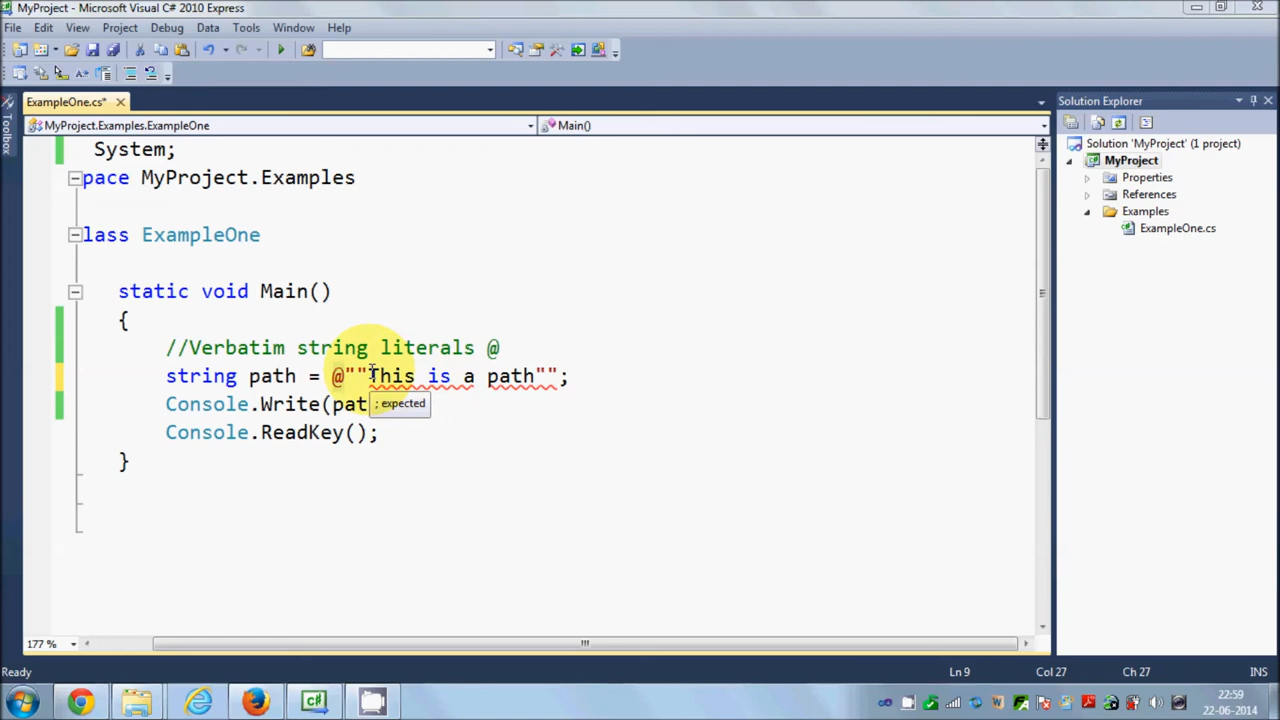 MyProject - Microsoft Visual C# 2010 Express
File Edit View Project Debug Data Tools Window Help
ExampleOne.cs*
Solution Explorer
MyProject.Examples.ExampleOne
Main()
Toolbox
System;
pace MyProject.Examples
lass ExampleOne
static void Main()
{
//Verbatim string literals @
string path = @""This is a path"";
Console.Write(pat
; expected
Console.ReadKey();
}
Solution 'MyProject' (1 project)
MyProject
Properties
References
Examples
ExampleOne.cs
177 %
Ready
Ln 9
Col 27
Ch 27
INS
22:59
22-06-2014